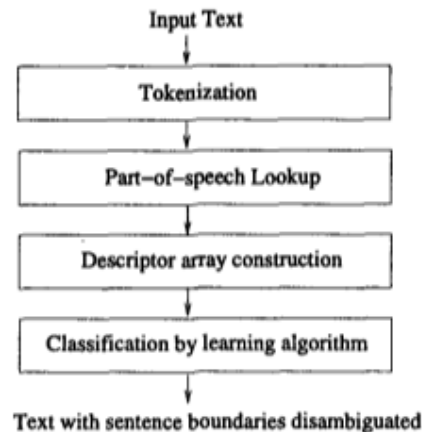 Input Text
Tokenization
Part-of-speech Lookup
Descriptor array construction
Classification by learning algorithm
Text with sentence boundaries disambiguated